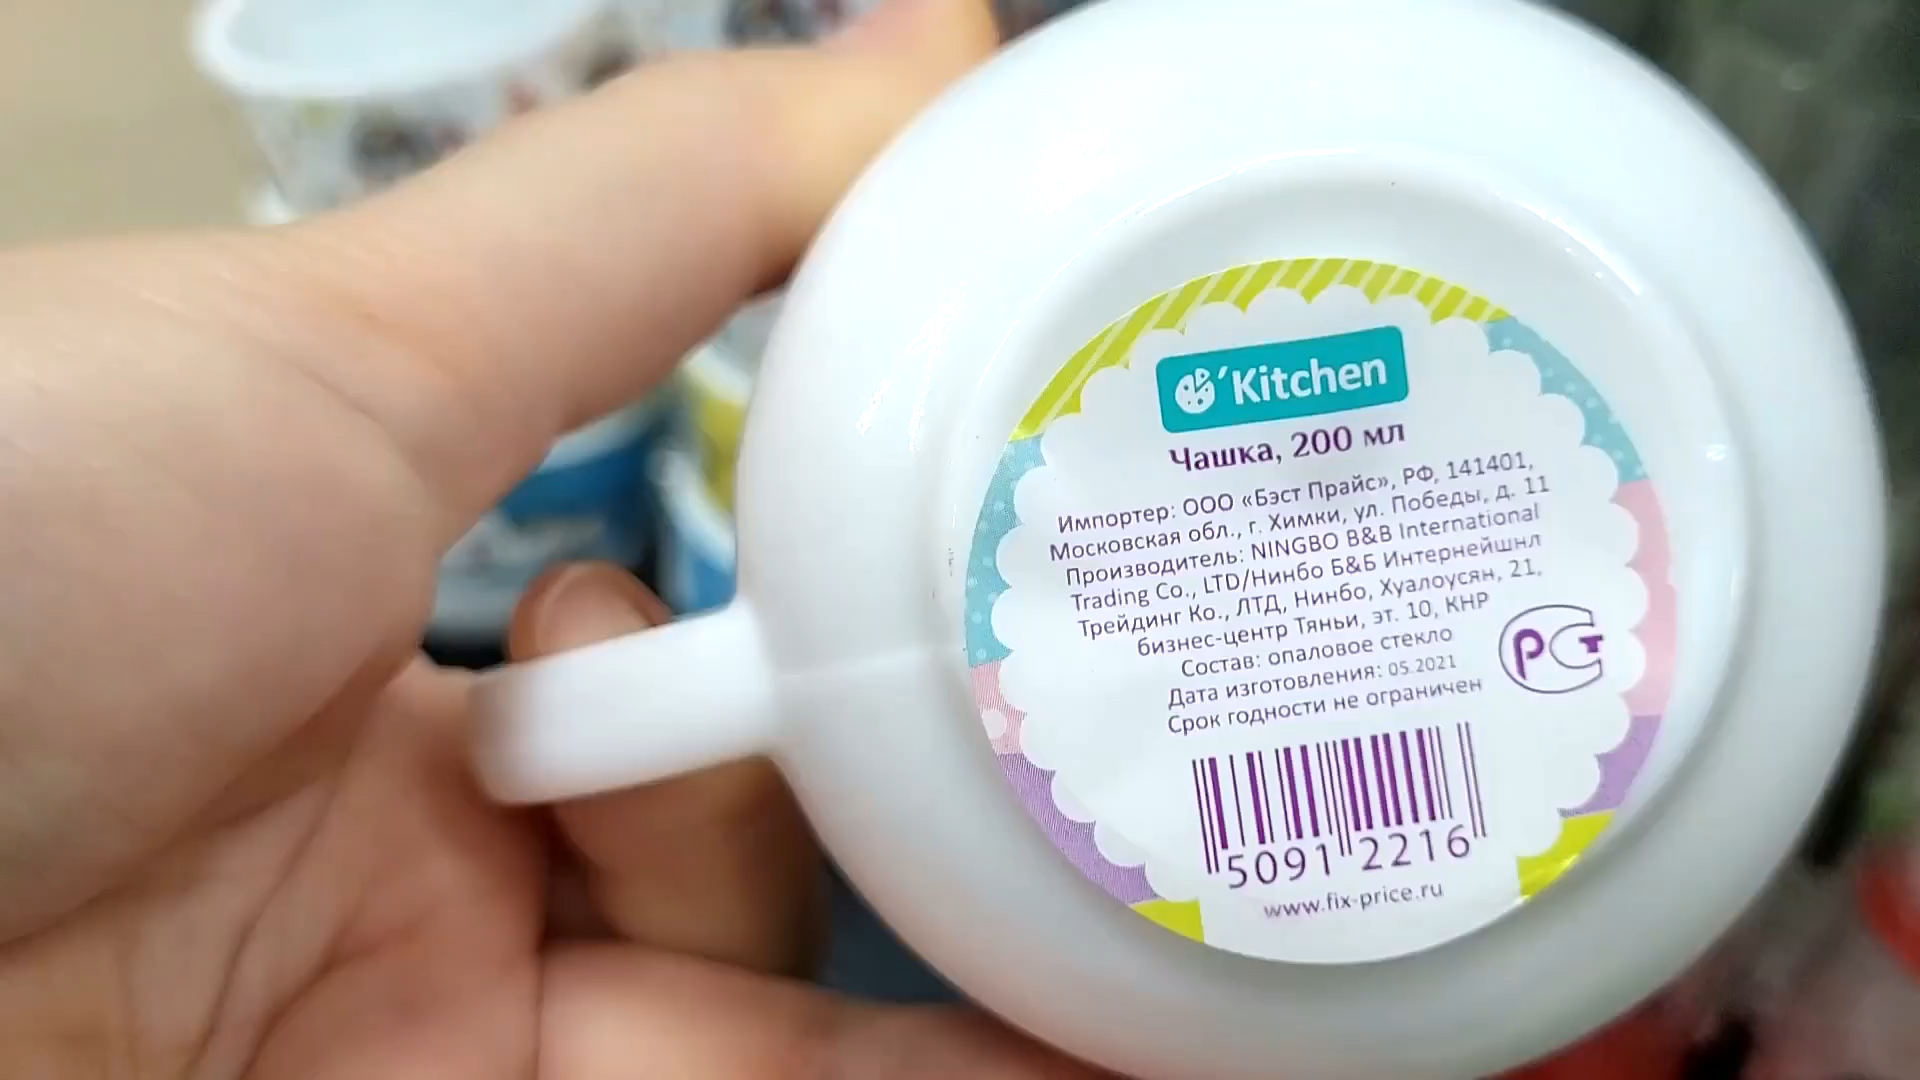 'Kitchen
Чашка, 200 мл
Импортер: ООО «Бэст Прайс», РФ, 141401,
Московская обл., г. Химки, ул. Победы, д. 11
Производитель: NINGBO B&B International
Trading Co., LTD/Нинбо Б&Б Интернейшнл
Трейдинг Ко., ЛТД, Нинбо, Хуалоусян, 21,
бизнес-центр Тяньи, эт. 10, КНР
Состав: опаловое стекло
Дата изготовления: 05.2021
Срок годности не ограничен
РСТ
5091 2216
www.fix-price.ru